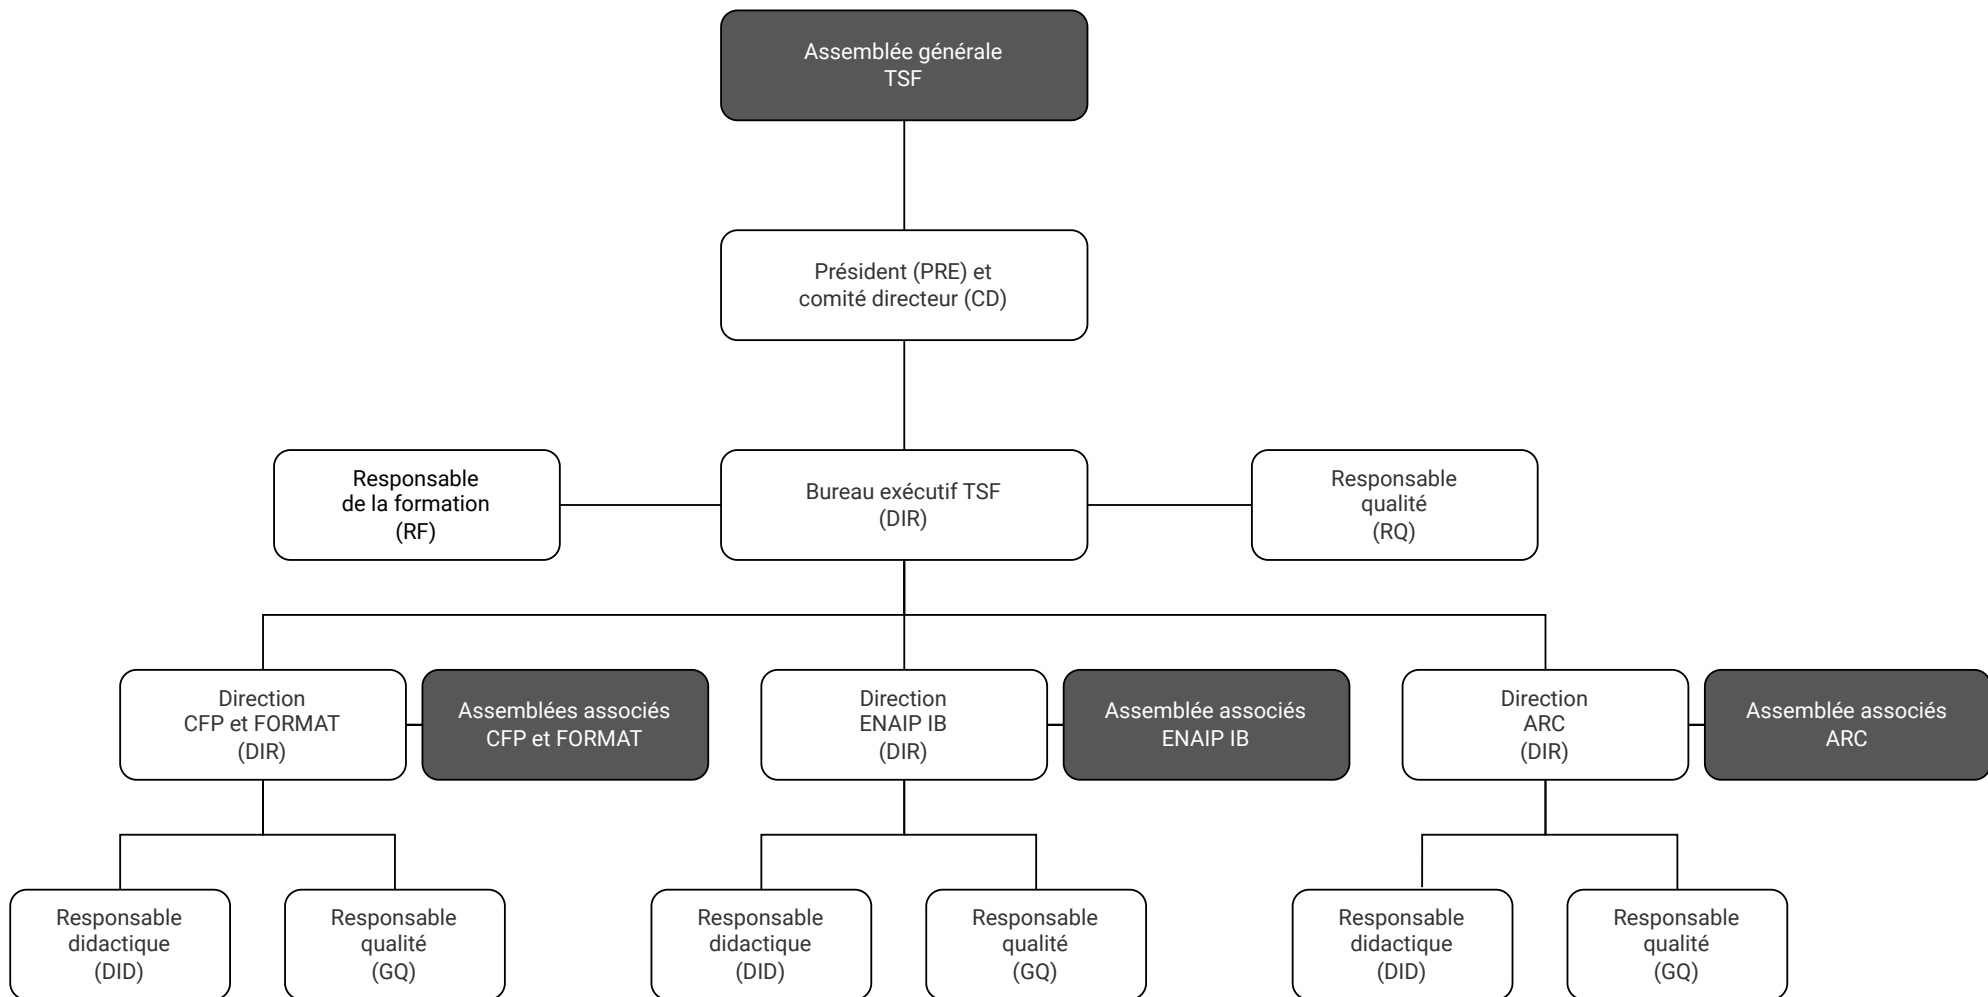 Assemblée générale
TSF
Président (PRE) et
comité directeur (CD)
Responsable
de la formation
(RF)
Bureau exécutif TSF
(DIR)
Responsable
qualité
(RQ)
Direction
CFP et FORMAT
(DIR)
Assemblées associés
CFP et FORMAT
Direction
ENAIP IB
(DIR)
Assemblée associés
ENAIP IB
Direction
ARC
(DIR)
Assemblée associés
ARC
Responsable
didactique
(DID)
Responsable
qualité
(GQ)
Responsable
didactique
(DID)
Responsable
qualité
(GQ)
Responsable
didactique
(DID)
Responsable
qualité
(GQ)